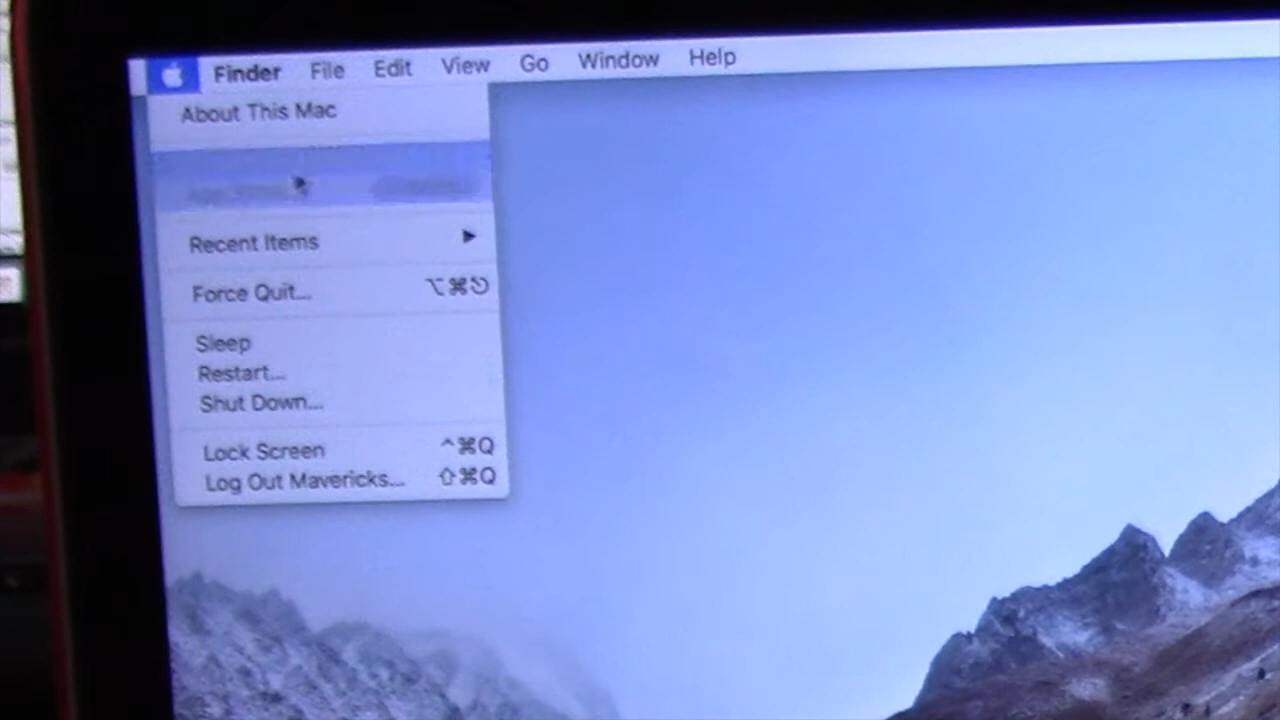 Finder File Edit View Go Window Help
About This Mac
Recent Items ▶
Force Quit... ⌥⌘⎋
Sleep
Restart...
Shut Down...
Lock Screen ^⌘Q
Log Out Mavericks... ⇧⌘Q